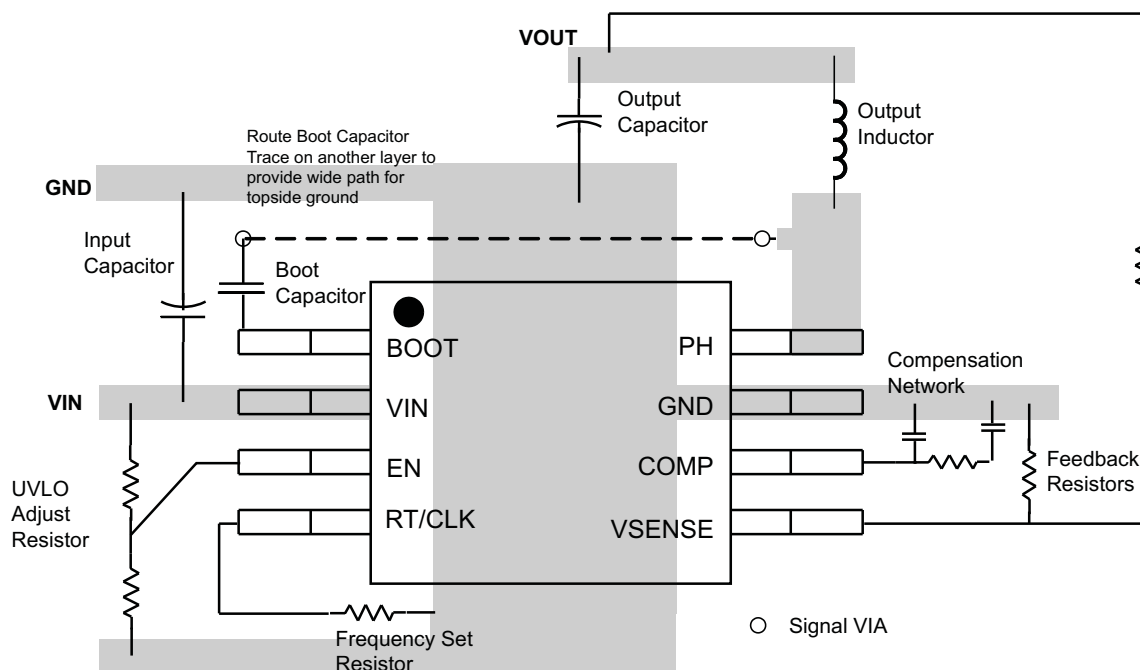 VOUT
Output
Capacitor
Output
Inductor
Route Boot Capacitor
Trace on another layer to
provide wide path for
topside ground
GND
Input
Capacitor
Boot
Capacitor
BOOT
PH
Compensation
Network
VIN
VIN
GND
EN
COMP
Feedback
Resistors
UVLO
Adjust
Resistor
RT/CLK
VSENSE
Signal VIA
Frequency Set
Resistor